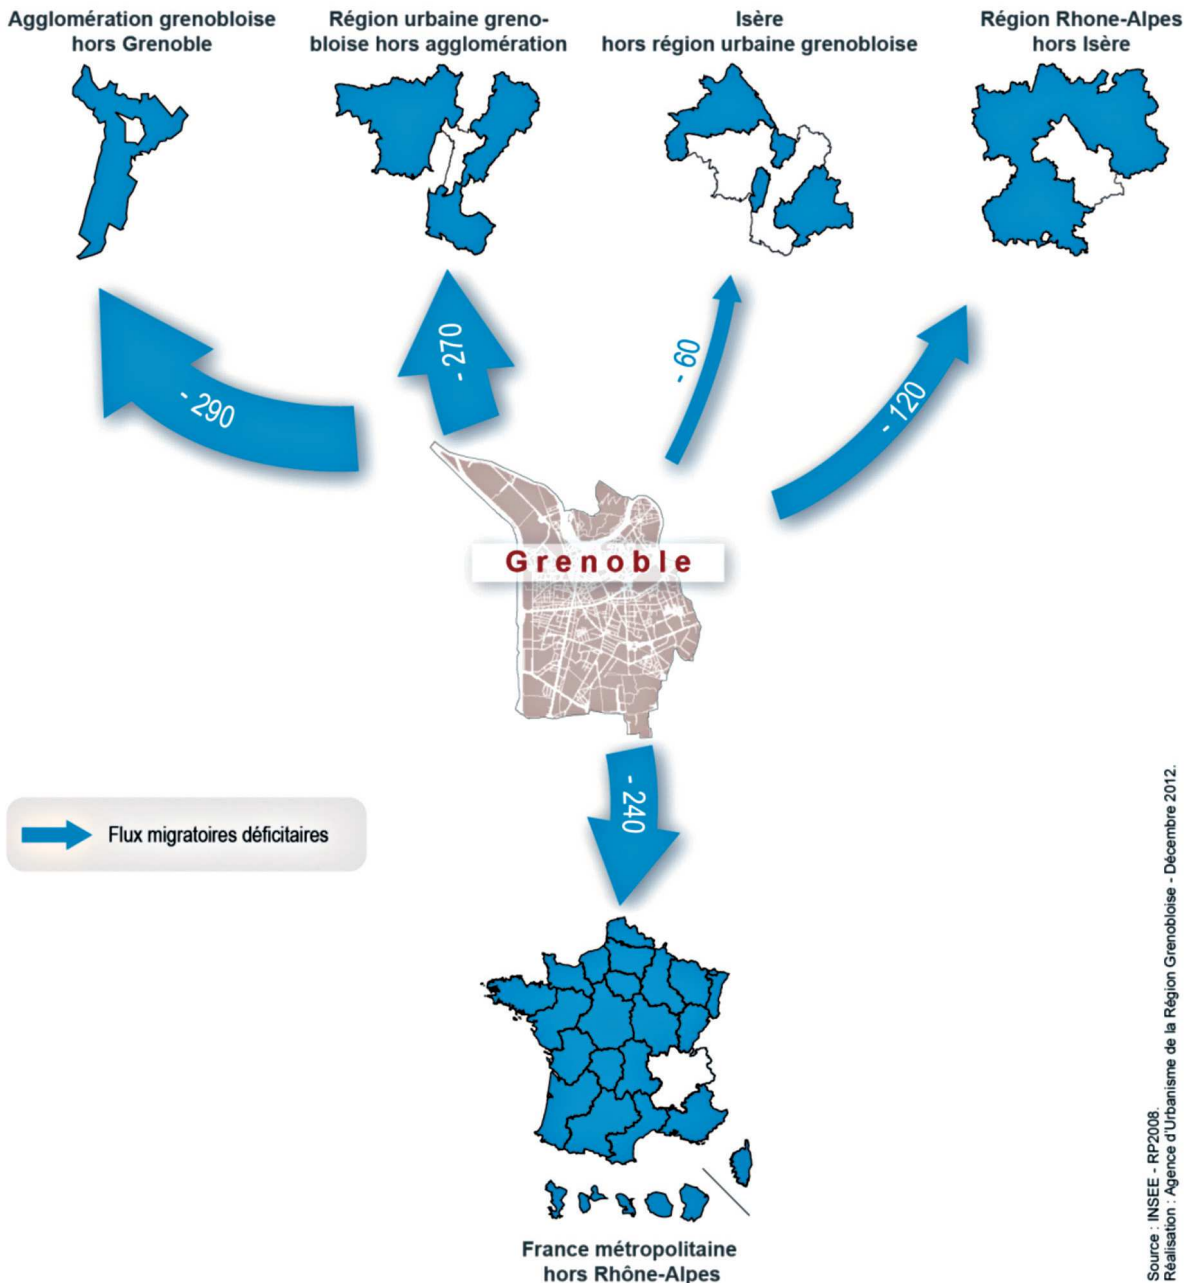 Agglomération grenobloise
hors Grenoble
Région urbaine greno-
bloise hors agglomération
Isère
hors région urbaine grenobloise
Région Rhone-Alpes
hors Isère
- 290
- 270
- 60
- 120
Grenoble
- 240
Flux migratoires déficitaires
France métropolitaine
hors Rhône-Alpes
Source : INSEE - RP2008.
Réalisation : Agence d'Urbanisme de la Région Grenobloise - Décembre 2012.